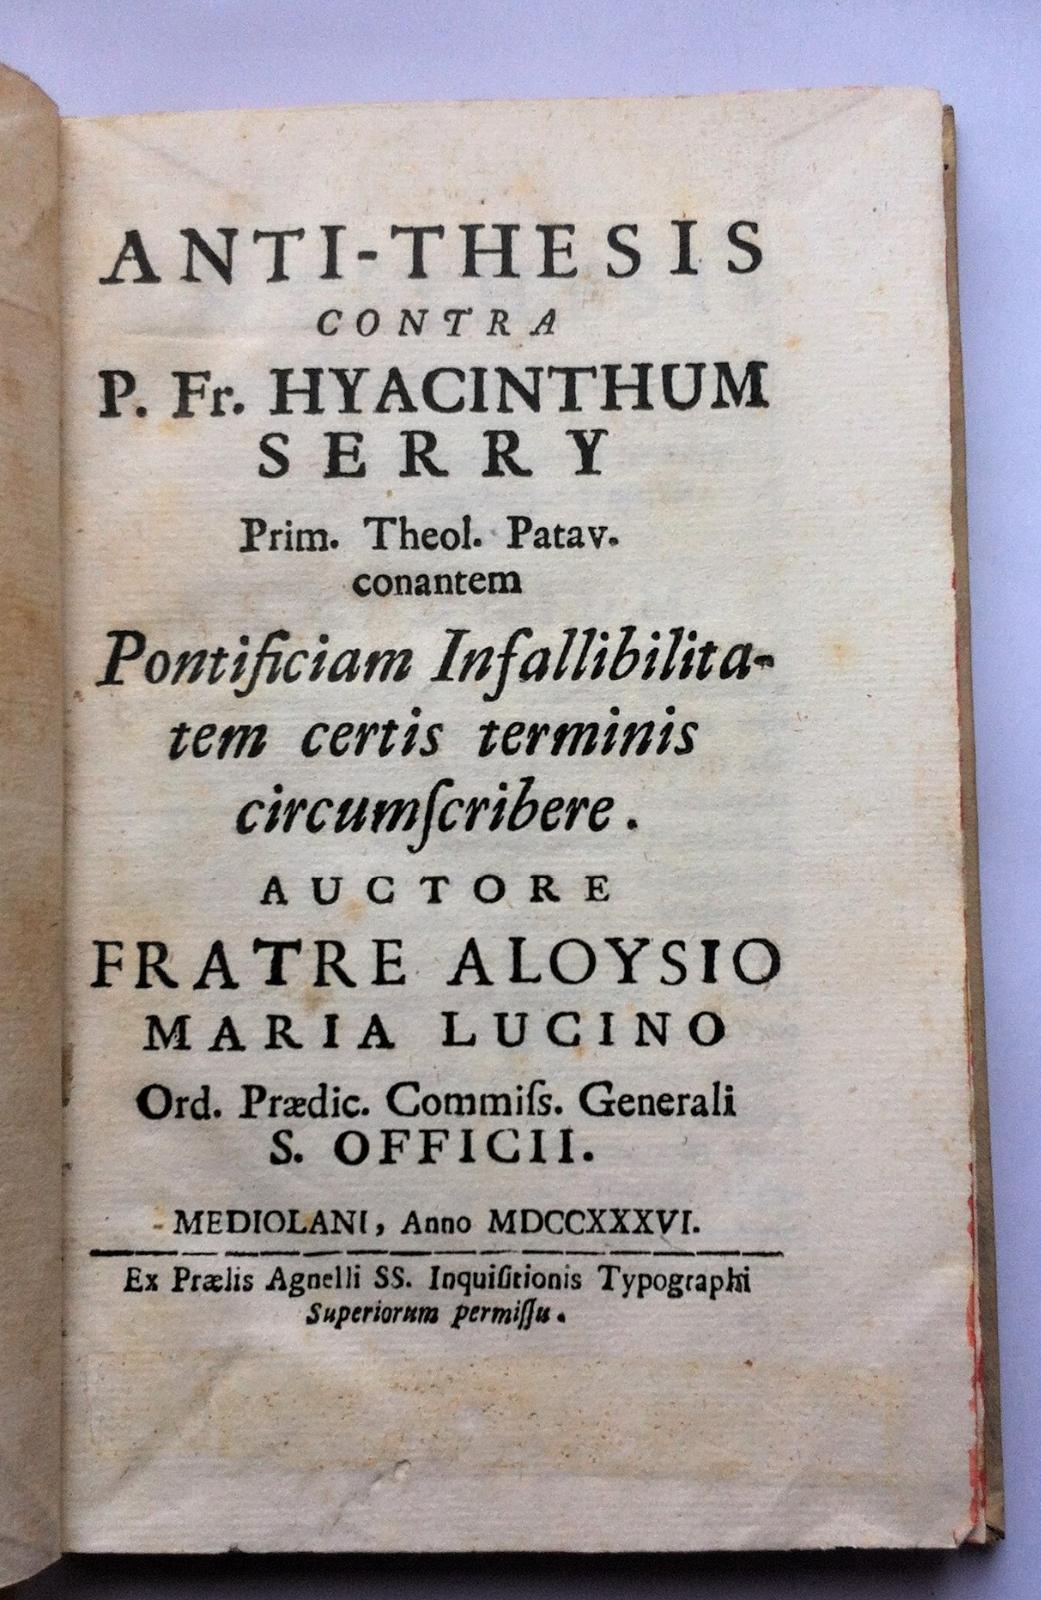 ANTI-THESIS
CONTRA
P. Fr. HYACINTHUM
SERRY
Prim. Theol. Patav.
conantem
Pontificiam Infallibilita-
tem certis terminis
circumſcribere.
AUCTORE
FRATRE ALOYSIO
MARIA LUCINO
Ord. Prædic. Commiſs. Generali
S. OFFICII.
MEDIOLANI, Anno MDCCXXXVI.
Ex Prælis Agnelli SS. Inquiſitionis Typographi
Superiorum permiſſu.